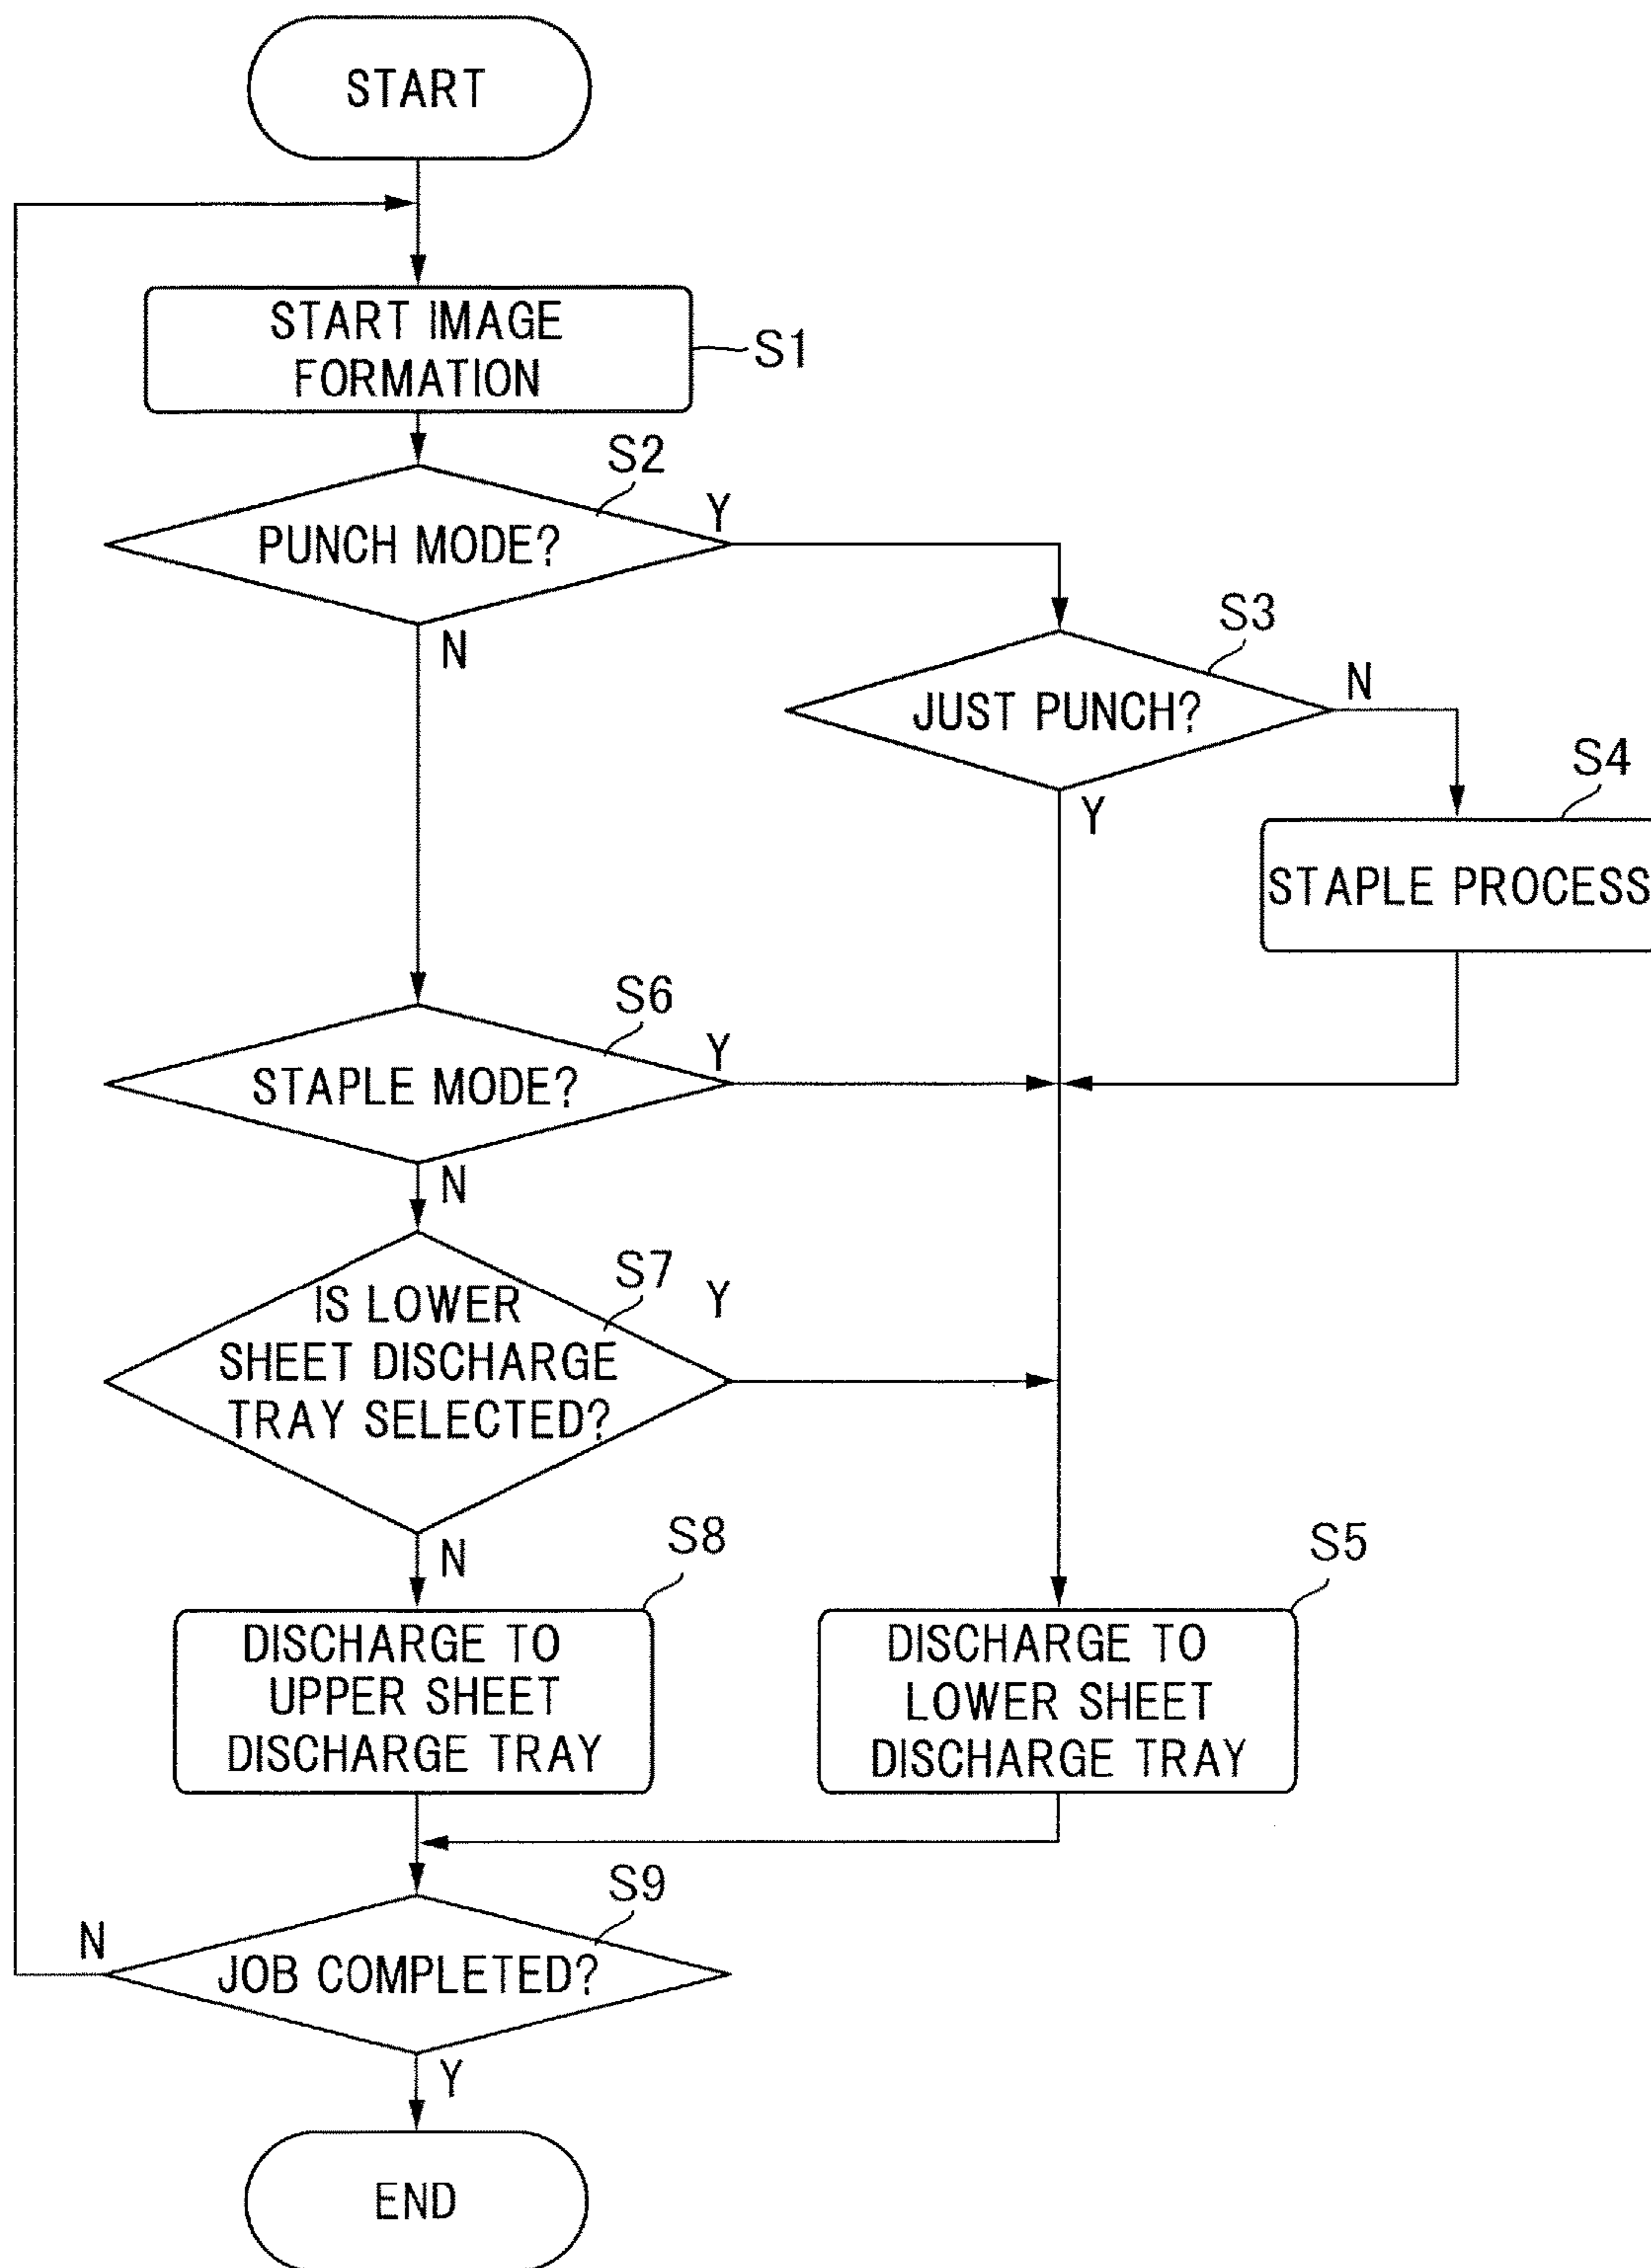 START
START IMAGE
FORMATION
S1
S2
PUNCH MODE?
Y
N
S3
JUST PUNCH?
N
Y
S4
STAPLE PROCESS
S6
STAPLE MODE?
Y
N
S7
IS LOWER
SHEET DISCHARGE
TRAY SELECTED?
Y
N
S8
DISCHARGE TO
UPPER SHEET
DISCHARGE TRAY
S5
DISCHARGE TO
LOWER SHEET
DISCHARGE TRAY
S9
JOB COMPLETED?
N
Y
END